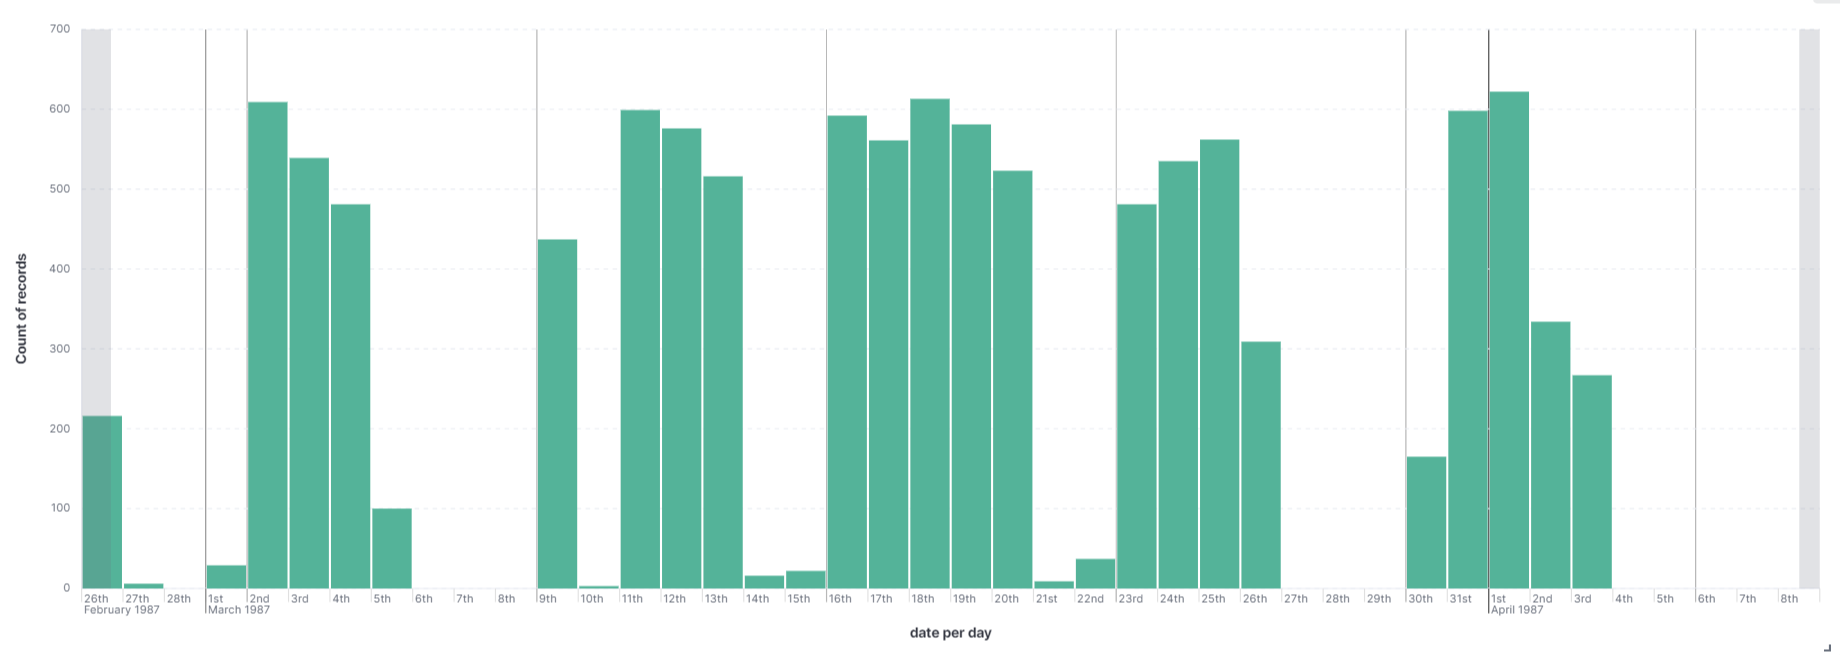 700
600
500
400
300
200
100
0
Count of records
26th 27th 28th 1st 2nd 3rd 4th 5th 6th 7th 8th 9th 10th 11th 12th 13th 14th 15th 16th 17th 18th 19th 20th 21st 22nd 23rd 24th 25th 26th 27th 28th 29th 30th 31st 1st 2nd 3rd 4th 5th 6th 7th 8th
February 1987 March 1987 April 1987
date per day